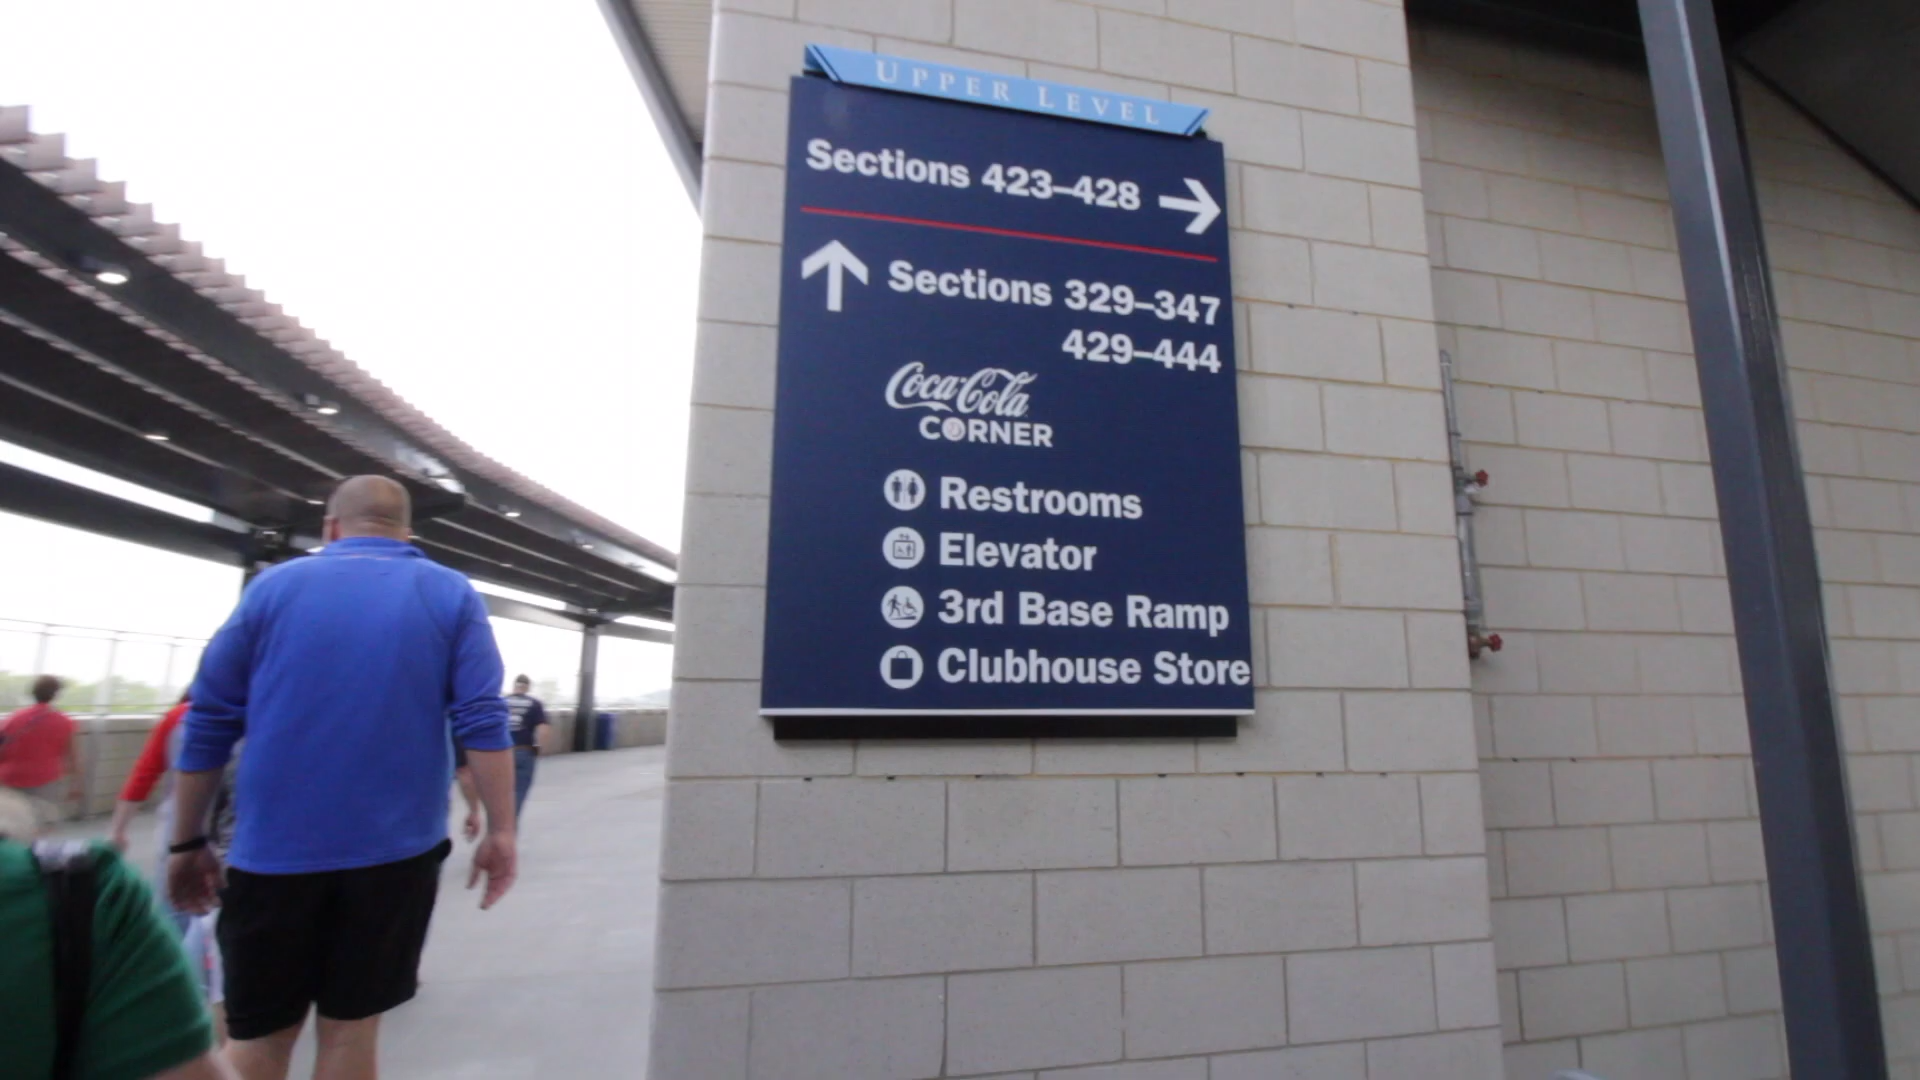 UPPER LEVEL
Sections 423–428
Sections 329–347
429–444
Coca-Cola
CORNER
Restrooms
Elevator
3rd Base Ramp
Clubhouse Store